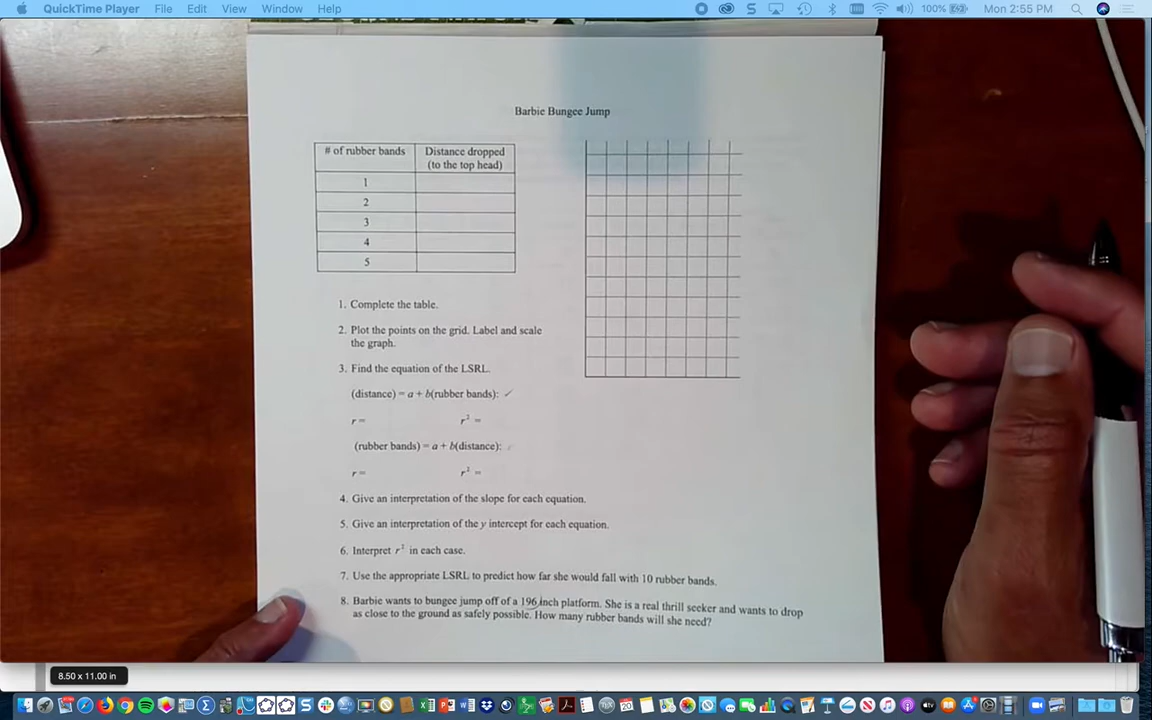 QuickTime Player File Edit View Window Help 100% Mon 2:55 PM
Barbie Bungee Jump
# of rubber bands Distance dropped
(to the top head)
1
2
3
4
5
1. Complete the table.
2. Plot the points on the grid. Label and scale
the graph.
3. Find the equation of the LSRL.
(distance) = a + b(rubber bands): ✓
r = r² =
(rubber bands) = a + b(distance):
r = r² =
4. Give an interpretation of the slope for each equation.
5. Give an interpretation of the y intercept for each equation.
6. Interpret r² in each case.
7. Use the appropriate LSRL to predict how far she would fall with 10 rubber bands.
8. Barbie wants to bungee jump off of a 196 inch platform. She is a real thrill seeker and wants to drop
as close to the ground as safely possible. How many rubber bands will she need?
8.50 x 11.00 in